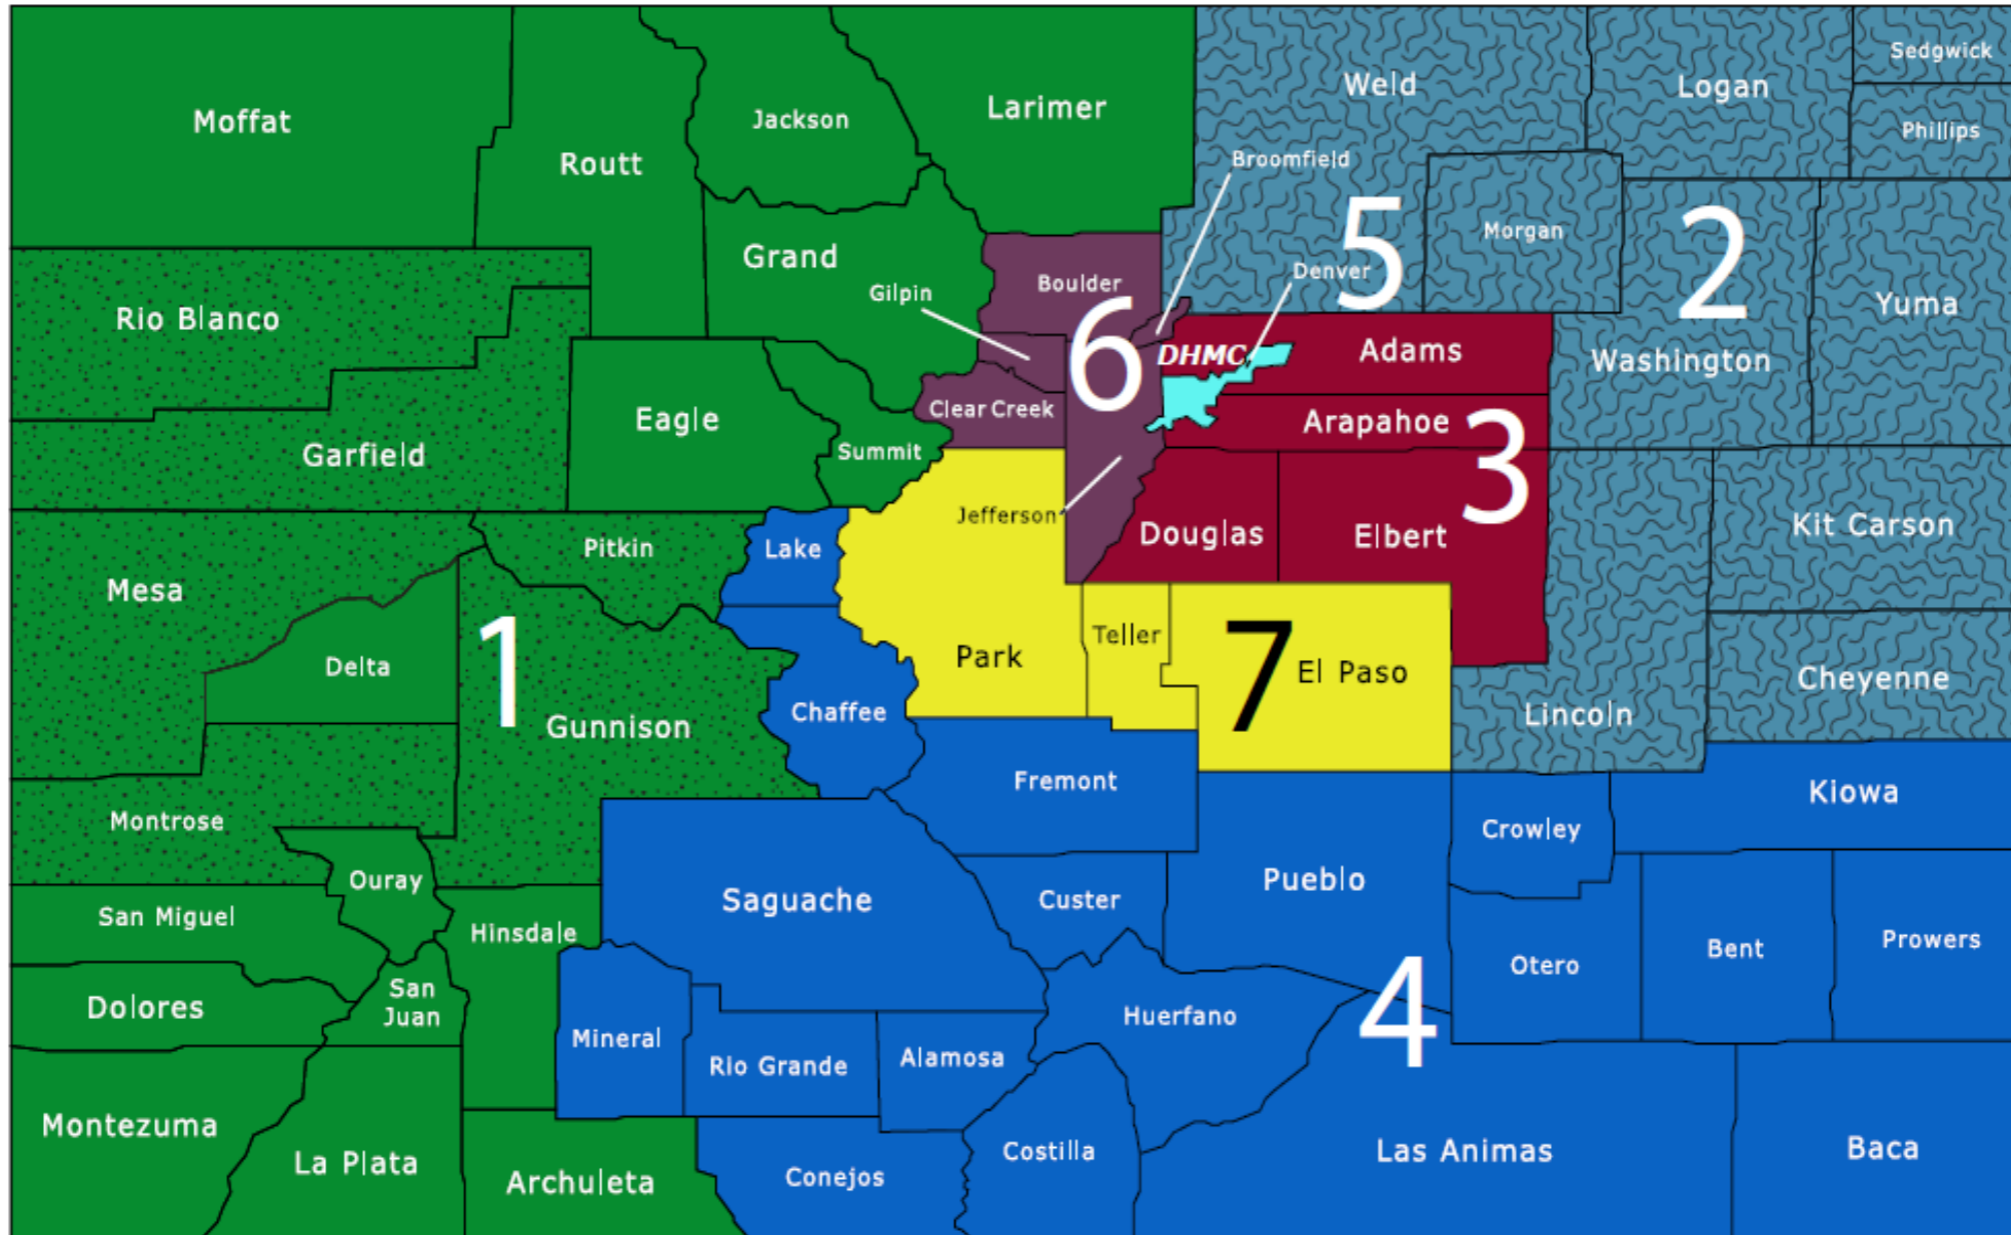 Moffat
Routt
Jackson
Larimer
Weld
Logan
Sedgwick
Phillips
Broomfield
Morgan
5
2
Grand
Gilpin
Boulder
Denver
Rio Blanco
6
Yuma
DHMC
Adams
Washington
Eagle
Clear Creek
Arapahoe
Garfield
Summit
3
Jefferson
Douglas
Elbert
Kit Carson
Mesa
Pitkin
Lake
Delta
1
Park
Teller
7
El Paso
Cheyenne
Gunnison
Chaffee
Lincoln
Montrose
Fremont
Kiowa
Crowley
Ouray
Saguache
Custer
Pueblo
San Miguel
Hinsdale
Otero
Bent
Prowers
Dolores
San
Juan
Mineral
Rio Grande
Alamosa
Huerfano
4
Montezuma
La Plata
Archuleta
Conejos
Costilla
Las Animas
Baca